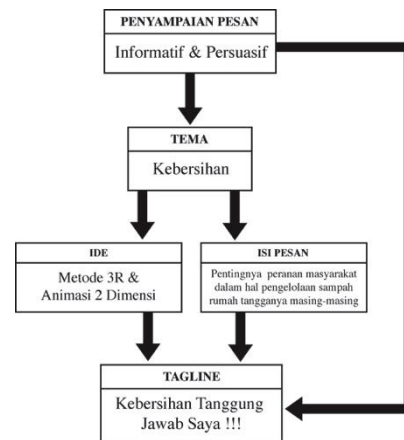 PENYAMPAIAN PESAN
Informatif & Persuasif
TEMA
Kebersihan
IDE
Metode 3R &
Animasi 2 Dimensi
ISI PESAN
Pentingnya peranan masyarakat
dalam hal pengelolaan sampah
rumah tangganya masing-masing
TAGLINE
Kebersihan Tanggung
Jawab Saya !!!